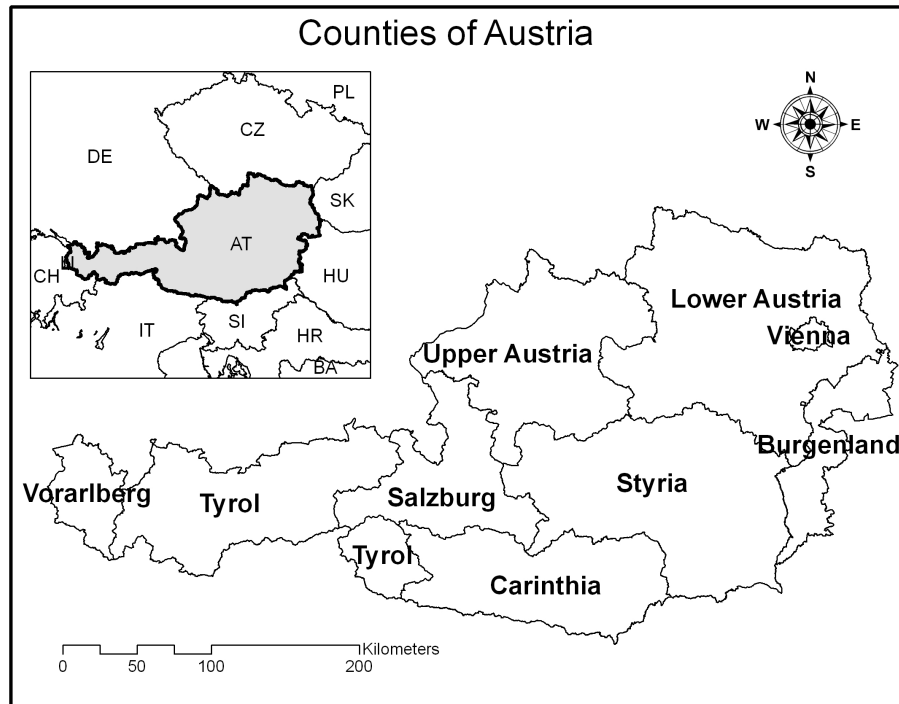 Counties of Austria
PL
CZ
DE
SK
AT
CH
LI
HU
IT
SI
HR
BA
N
W
E
S
Lower Austria
Vienna
Upper Austria
Burgenland
Vorarlberg
Tyrol
Salzburg
Styria
Tyrol
Carinthia
Kilometers
0 50 100 200